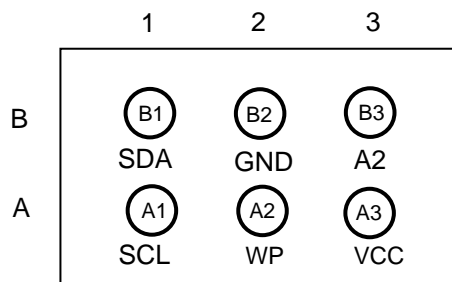 1 2 3
B B1 B2 B3
SDA GND A2
A A1 A2 A3
SCL WP VCC